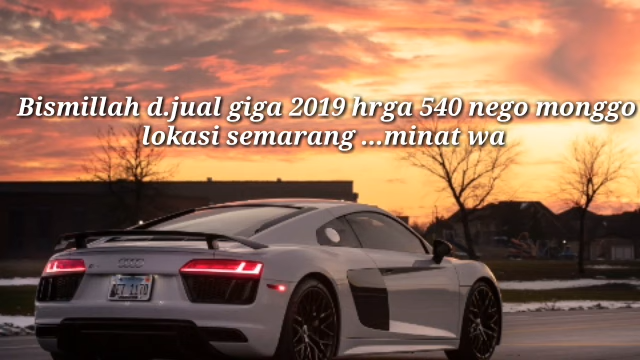 Bismillah d.jual giga 2019 hrga 540 nego monggo
lokasi semarang ...minat wa